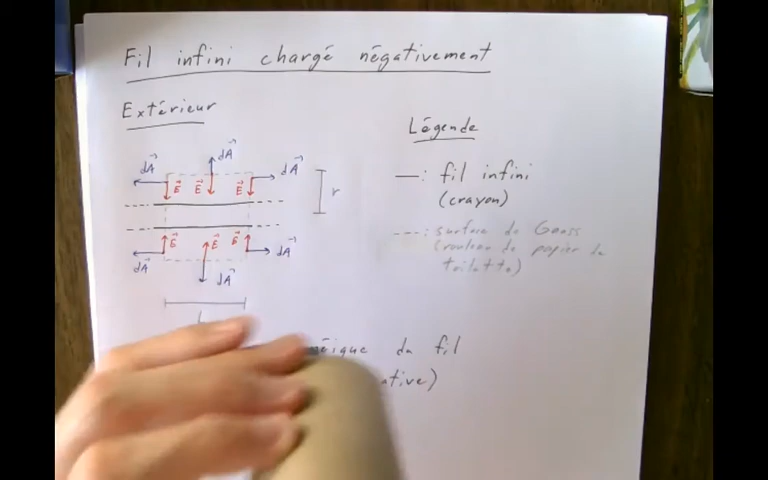 Fil infini chargé négativement
Extérieur
Légende
dA dA dA
E E E
r
—: fil infini
(crayon)
E E E
dA dA dA
---: surface de Gauss
(rouleau de papier de
toilette)
du fil